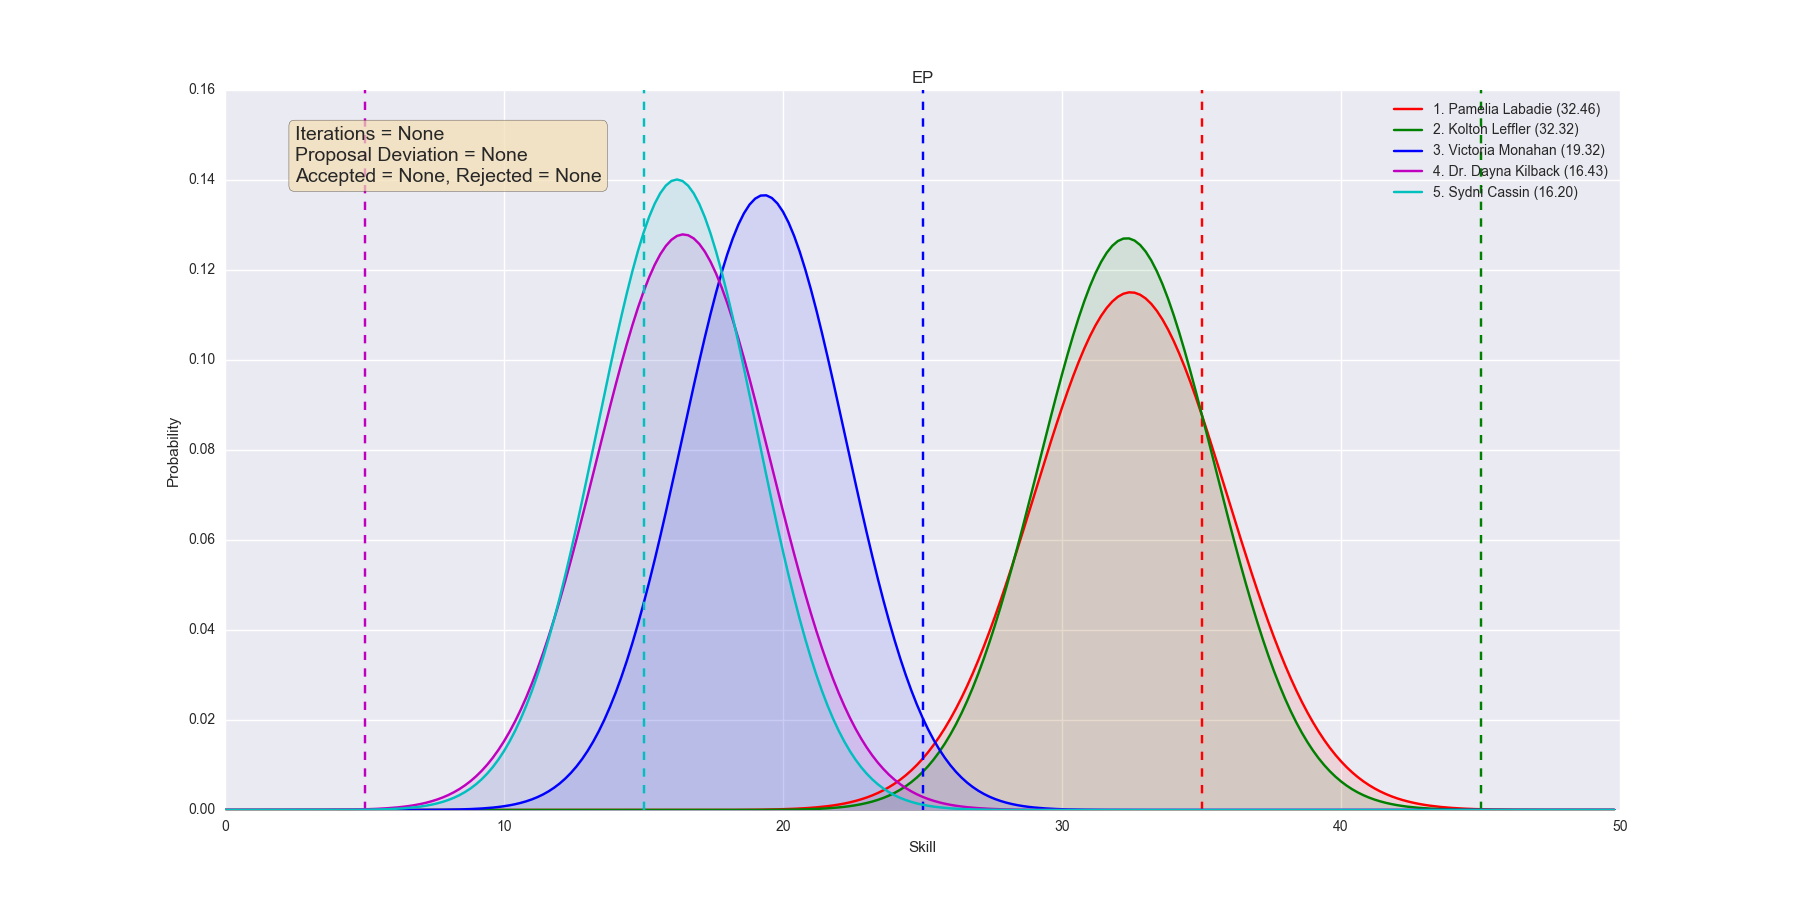 EP
0.16
0.14
0.12
0.10
0.08
0.06
0.04
0.02
0.00
Probability
Iterations = None
Proposal Deviation = None
Accepted = None, Rejected = None
1. Pamelia Labadie (32.46)
2. Kolton Leffler (32.32)
3. Victoria Monahan (19.32)
4. Dr. Dayna Kilback (16.43)
5. Sydni Cassin (16.20)
0
10
20
30
40
50
Skill